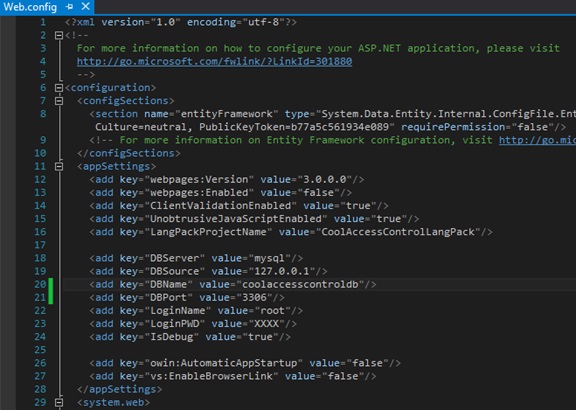 Web.config
1 <?xml version="1.0" encoding="utf-8"?>
2 <!--
3 For more information on how to configure your ASP.NET application, please visit
4 http://go.microsoft.com/fwlink/?LinkId=301880
5 -->
6 <configuration>
7 <configSections>
8 <section name="entityFramework" type="System.Data.Entity.Internal.ConfigFile.Ent
Culture=neutral, PublicKeyToken=b77a5c561934e089" requirePermission="false"/>
9 <!-- For more information on Entity Framework configuration, visit http://go.mic
10 </configSections>
11 <appSettings>
12 <add key="webpages:Version" value="3.0.0.0"/>
13 <add key="webpages:Enabled" value="false"/>
14 <add key="ClientValidationEnabled" value="true"/>
15 <add key="UnobtrusiveJavaScriptEnabled" value="true"/>
16 <add key="LangPackProjectName" value="CoolAccessControlLangPack"/>
17
18 <add key="DBServer" value="mysql"/>
19 <add key="DBSource" value="127.0.0.1"/>
20 <add key="DBName" value="coolaccesscontroldb"/>
21 <add key="DBPort" value="3306"/>
22 <add key="LoginName" value="root"/>
23 <add key="LoginPWD" value="XXXX"/>
24 <add key="IsDebug" value="true"/>
25
26 <add key="owin:AutomaticAppStartup" value="false"/>
27 <add key="vs:EnableBrowserLink" value="false"/>
28 </appSettings>
29 <system.web>